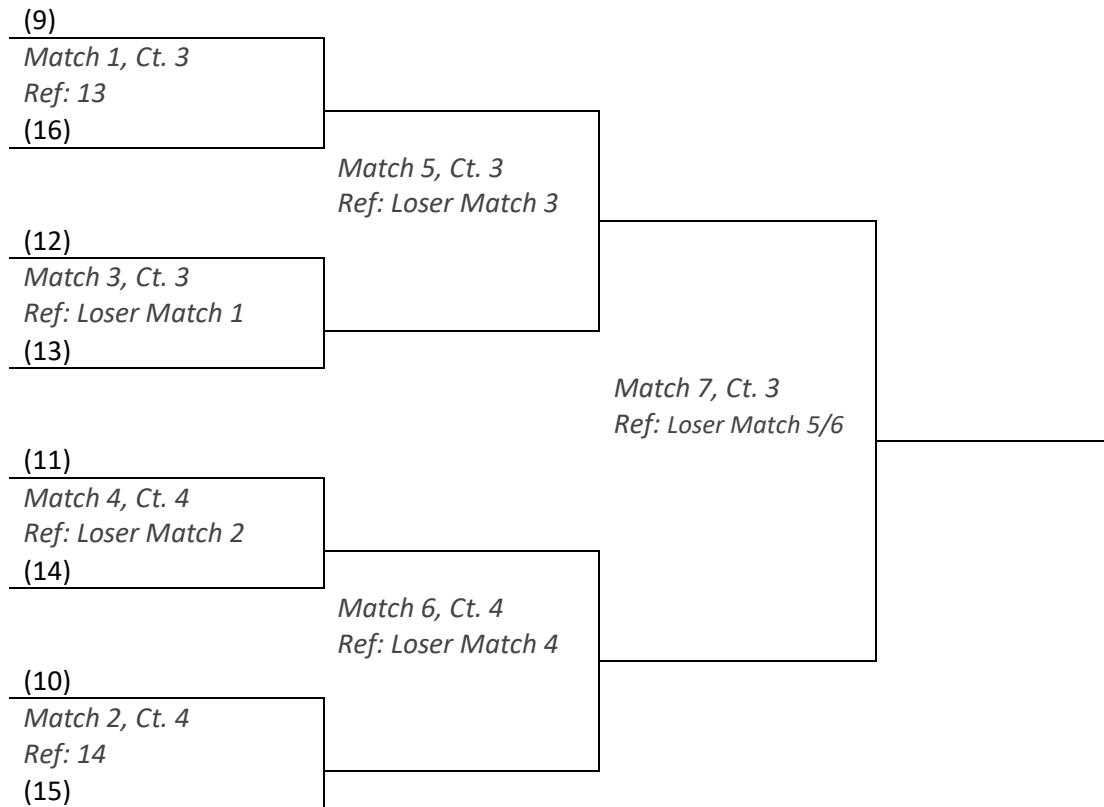 (9)
Match 1, Ct. 3
Ref: 13
(16)
Match 5, Ct. 3
Ref: Loser Match 3
(12)
Match 3, Ct. 3
Ref: Loser Match 1
(13)
Match 7, Ct. 3
Ref: Loser Match 5/6
(11)
Match 4, Ct. 4
Ref: Loser Match 2
(14)
Match 6, Ct. 4
Ref: Loser Match 4
(10)
Match 2, Ct. 4
Ref: 14
(15)